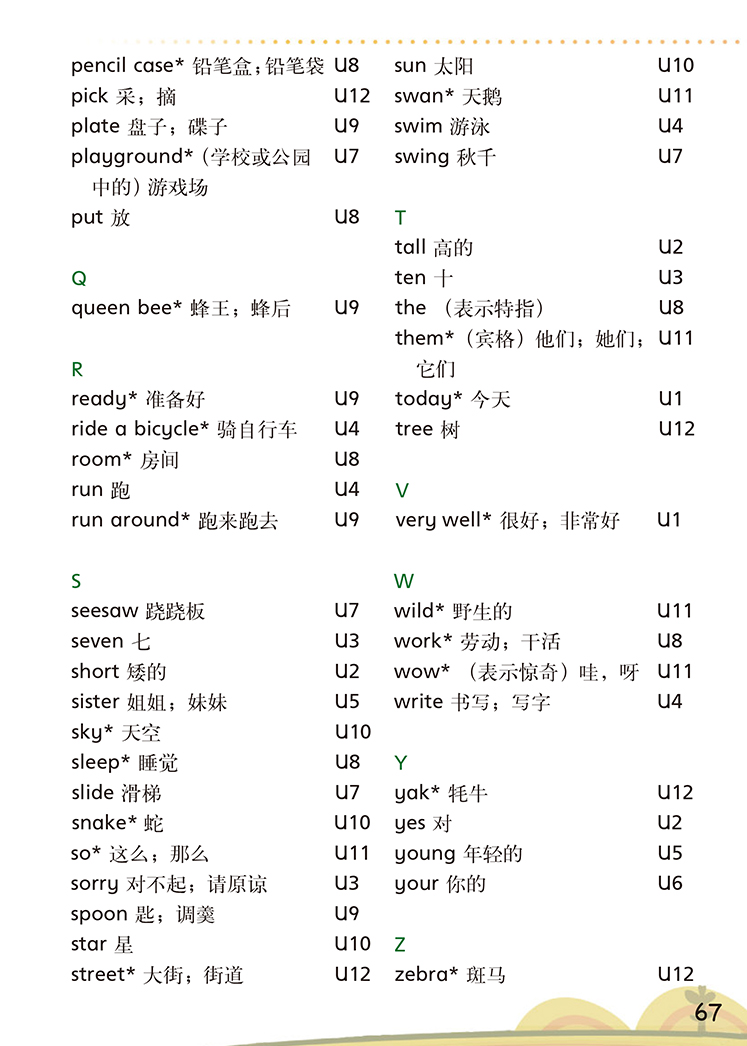 pencil case* 铅笔盒；铅笔袋 U8
pick 采；摘 U12
plate 盘子；碟子 U9
playground*（学校或公园 U7
中的）游戏场
put 放 U8
Q
queen bee* 蜂王；蜂后 U9
R
ready* 准备好 U9
ride a bicycle* 骑自行车 U4
room* 房间 U8
run 跑 U4
run around* 跑来跑去 U9
S
seesaw 跷跷板 U7
seven 七 U3
short 矮的 U2
sister 姐姐；妹妹 U5
sky* 天空 U10
sleep* 睡觉 U8
slide 滑梯 U7
snake* 蛇 U10
so* 这么；那么 U11
sorry 对不起；请原谅 U3
spoon 匙；调羹 U9
star 星 U10
street* 大街；街道 U12
sun 太阳 U10
swan* 天鹅 U11
swim 游泳 U4
swing 秋千 U7
T
tall 高的 U2
ten 十 U3
the （表示特指） U8
them*（宾格）他们；她们； U11
它们
today* 今天 U1
tree 树 U12
V
very well* 很好；非常好 U1
W
wild* 野生的 U11
work* 劳动；干活 U8
wow* （表示惊奇）哇，呀 U11
write 书写；写字 U4
Y
yak* 牦牛 U12
yes 对 U2
young 年轻的 U5
your 你的 U6
Z
zebra* 斑马 U12
67